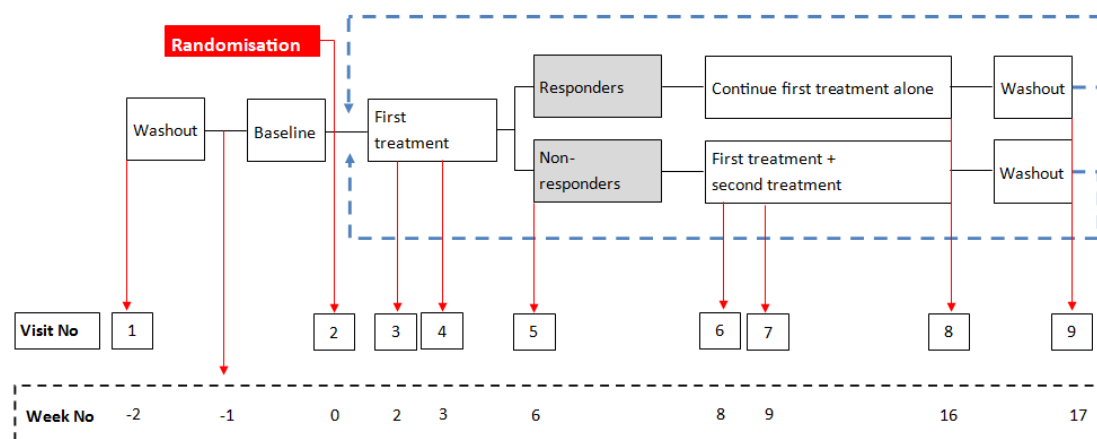 Randomisation
Responders
Continue first treatment alone
Washout
Washout
Baseline
First
treatment
Non-
responders
First treatment +
second treatment
Washout
Visit No 1 2 3 4 5 6 7 8 9
Week No -2 -1 0 2 3 6 8 9 16 17